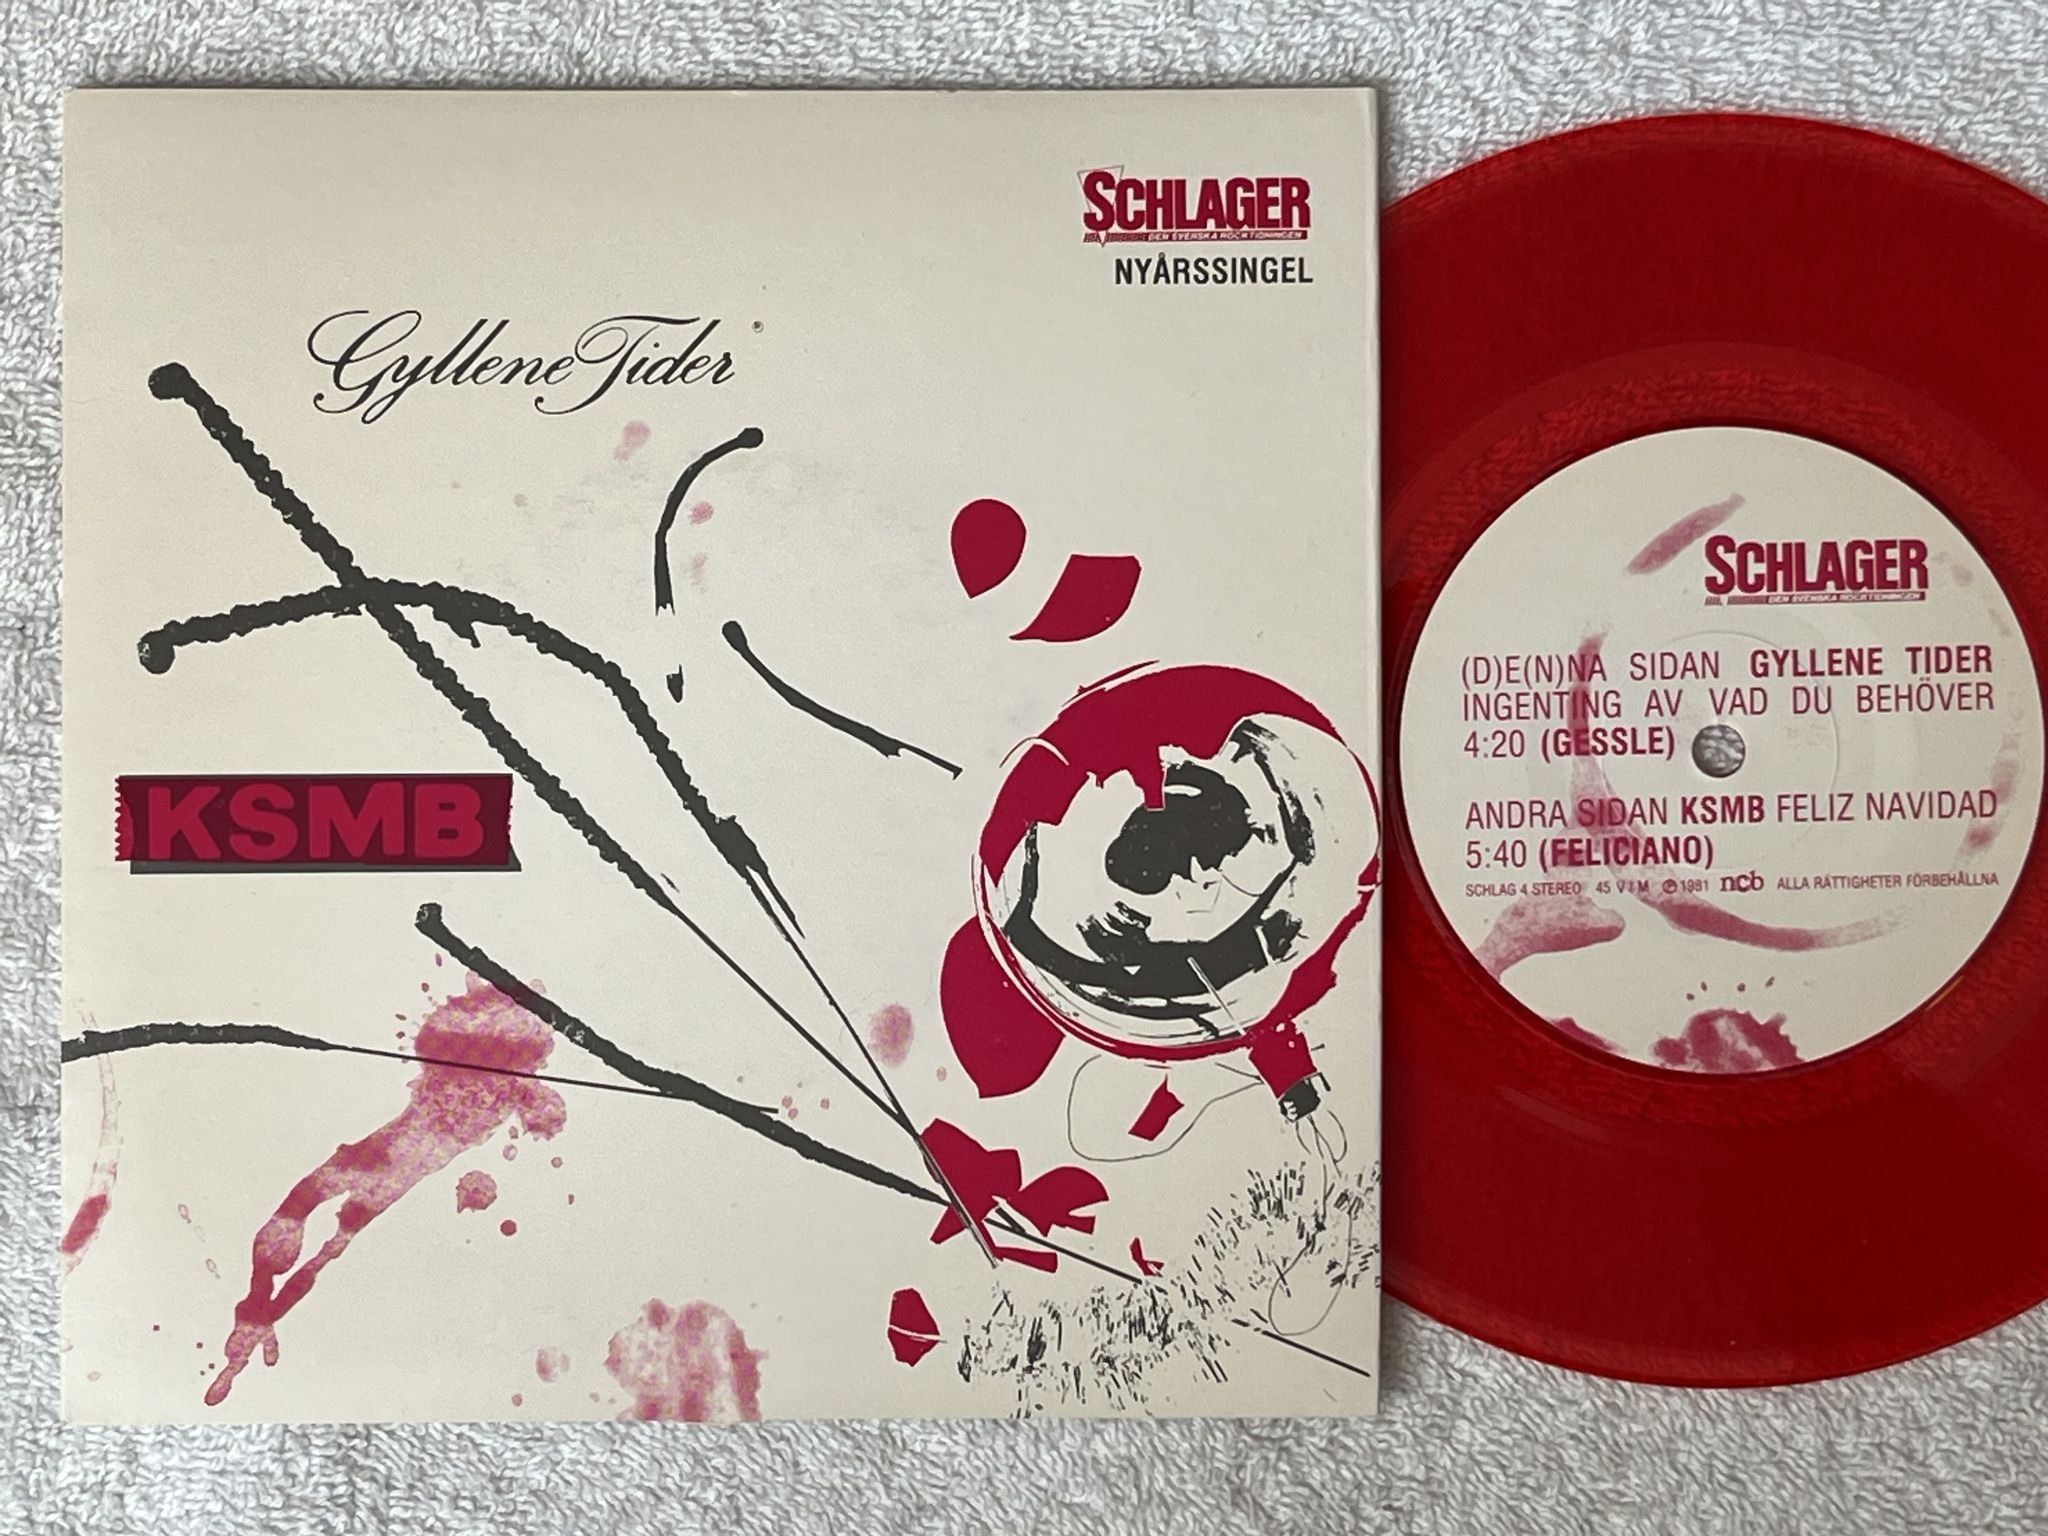 SCHLAGER
DEN SVENSKA ROCKTIDNINGEN
NYÅRSSINGEL
Gyllene Tider
KSMB
SCHLAGER
DEN SVENSKA ROCKTIDNINGEN
(D)E(N)NA SIDAN GYLLENE TIDER
INGENTING AV VAD DU BEHÖVER
4:20 (GESSLE)
ANDRA SIDAN KSMB FELIZ NAVIDAD
5:40 (FELICIANO)
SCHLAG 4 STEREO 45 V/M ℗ 1981 ncb ALLA RÄTTIGHETER FÖRBEHÅLLNA